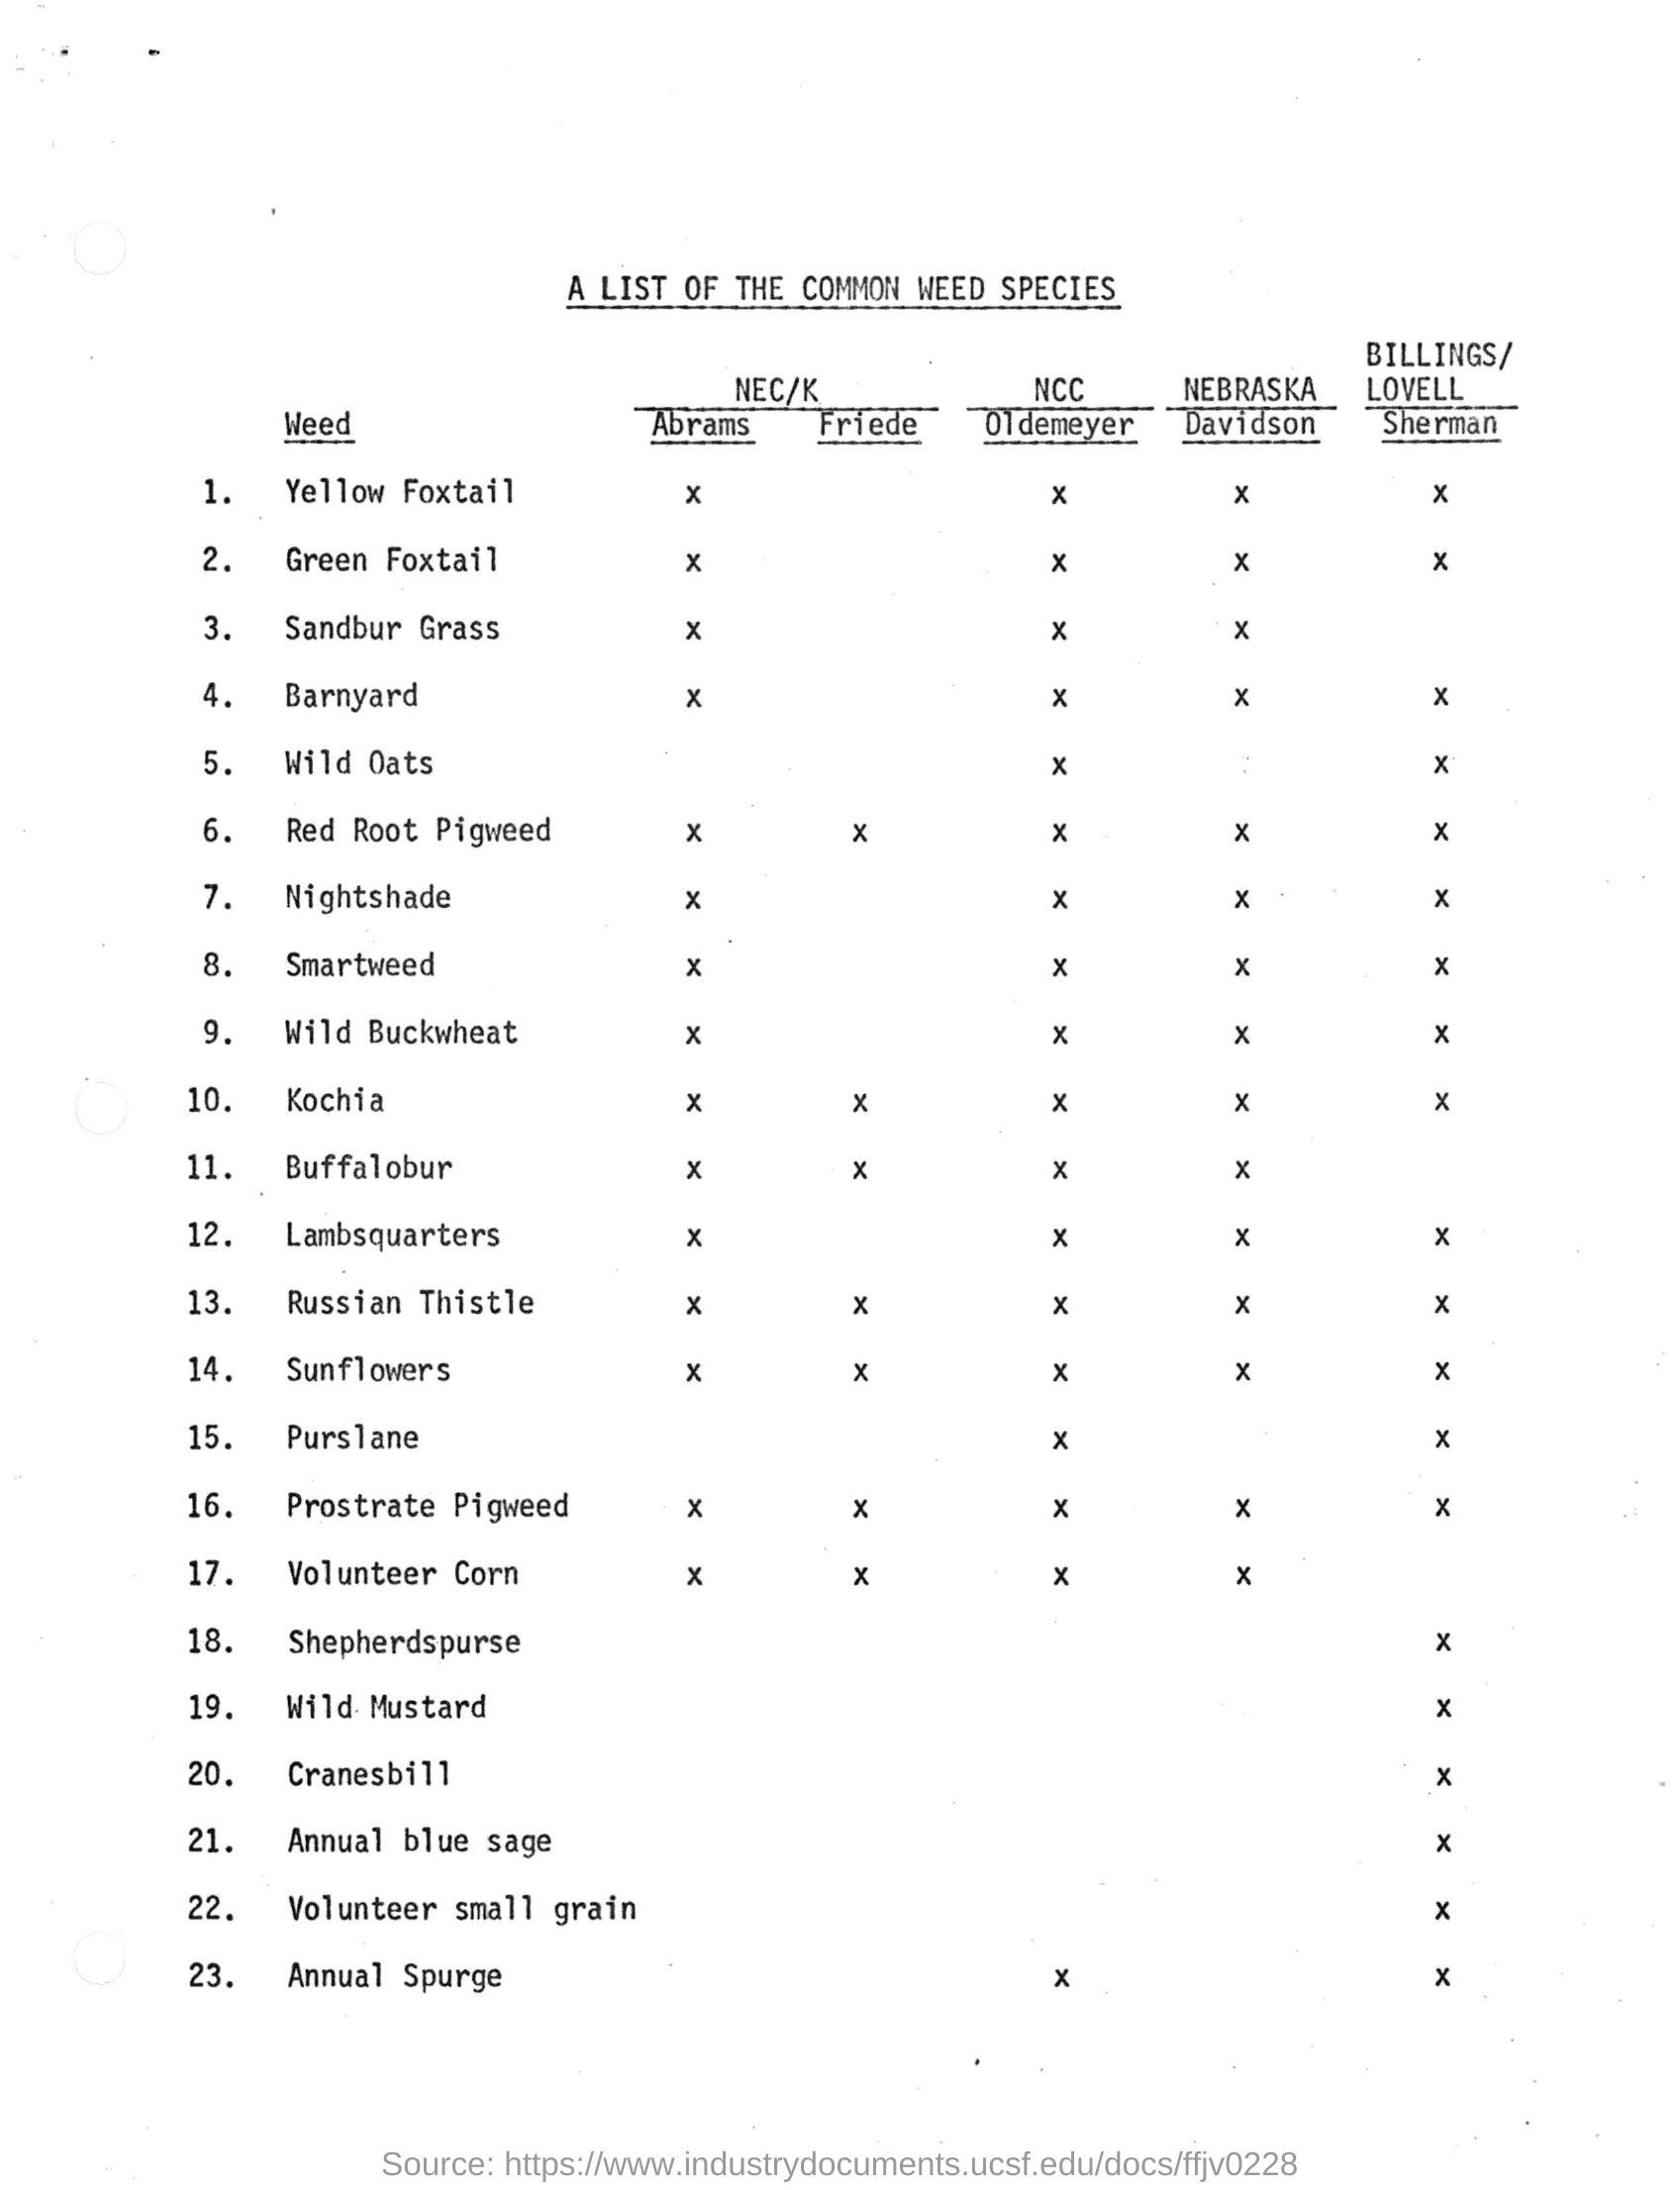 A LIST OF THE COMMON WEED SPECIES
BILLINGS/
NEC/K NCC NEBRASKA LOVELL
Weed Abrams Friede Oldemeyer Davidson Sherman
1. Yellow Foxtail x x x x
2. Green Foxtail x x x x
3. Sandbur Grass x x x
4. Barnyard x x x x
5. Wild Oats x x
6. Red Root Pigweed x x x x x
7. Nightshade x x x x
8. Smartweed x x x x
9. Wild Buckwheat x x x x
10. Kochia x x x x x
11. Buffalobur x x x x
12. Lambsquarters x x x x
13. Russian Thistle x x x x x
14. Sunflowers x x x x x
15. Purslane x x
16. Prostrate Pigweed x x x x x
17. Volunteer Corn x x x x
18. Shepherdspurse x
19. Wild Mustard x
20. Cranesbill x
21. Annual blue sage x
22. Volunteer small grain x
23. Annual Spurge x x
Source: https://www.industrydocuments.ucsf.edu/docs/ffjv0228